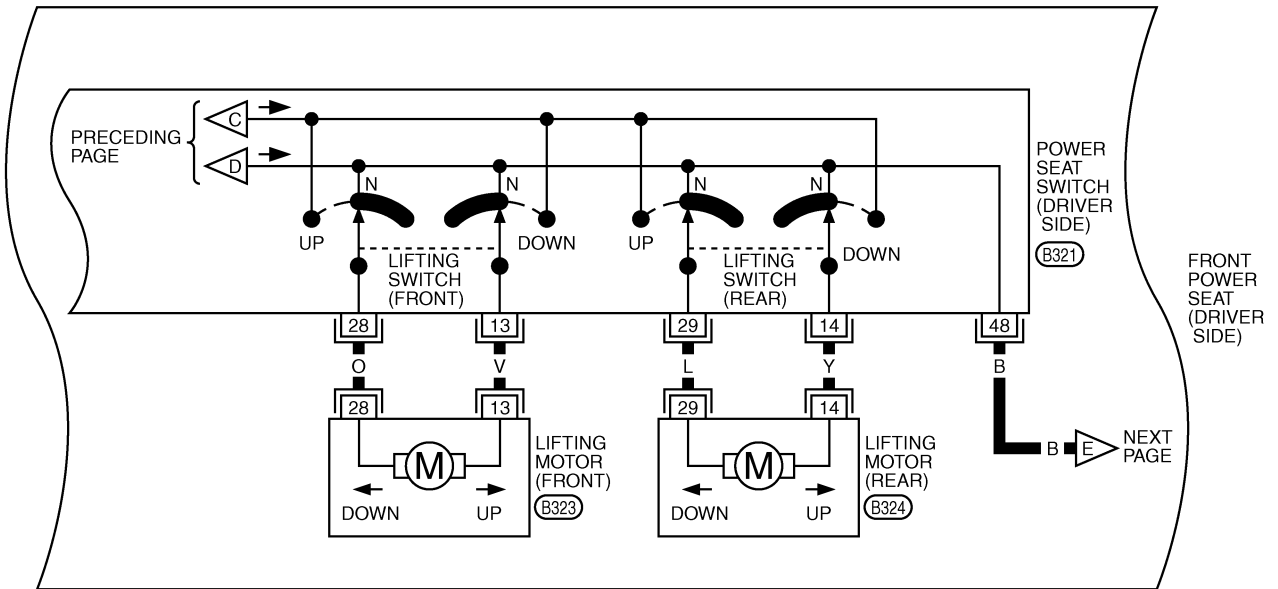 PRECEDING
PAGE
C
D
N
N
N
N
UP
DOWN
UP
DOWN
LIFTING
SWITCH
(FRONT)
LIFTING
SWITCH
(REAR)
POWER
SEAT
SWITCH
(DRIVER
SIDE)
B321
FRONT
POWER
SEAT
(DRIVER
SIDE)
28
13
29
14
48
O
V
L
Y
B
28
13
29
14
M
DOWN
UP
LIFTING
MOTOR
(FRONT)
B323
M
DOWN
UP
LIFTING
MOTOR
(REAR)
B324
B
E
NEXT
PAGE